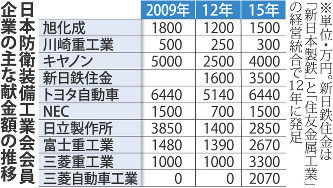 日本防衛装備工業会会員
企業の主な献金額の推移
2009年 12年 15年
旭化成 1800 1200 1500
川崎重工業 500 250 300
キヤノン 5000 2500 4000
新日鉄住金 1600 3500
トヨタ自動車 6440 5140 6440
NEC 1500 700 1500
日立製作所 3850 1400 2850
富士重工業 1480 1390 2670
三菱重工業 1000 1000 3300
三菱自動車工業 0 0 2070
※単位・万円。新日鉄住金は
「新日本製鉄」と「住友金属工業」
の経営統合で12年に発足